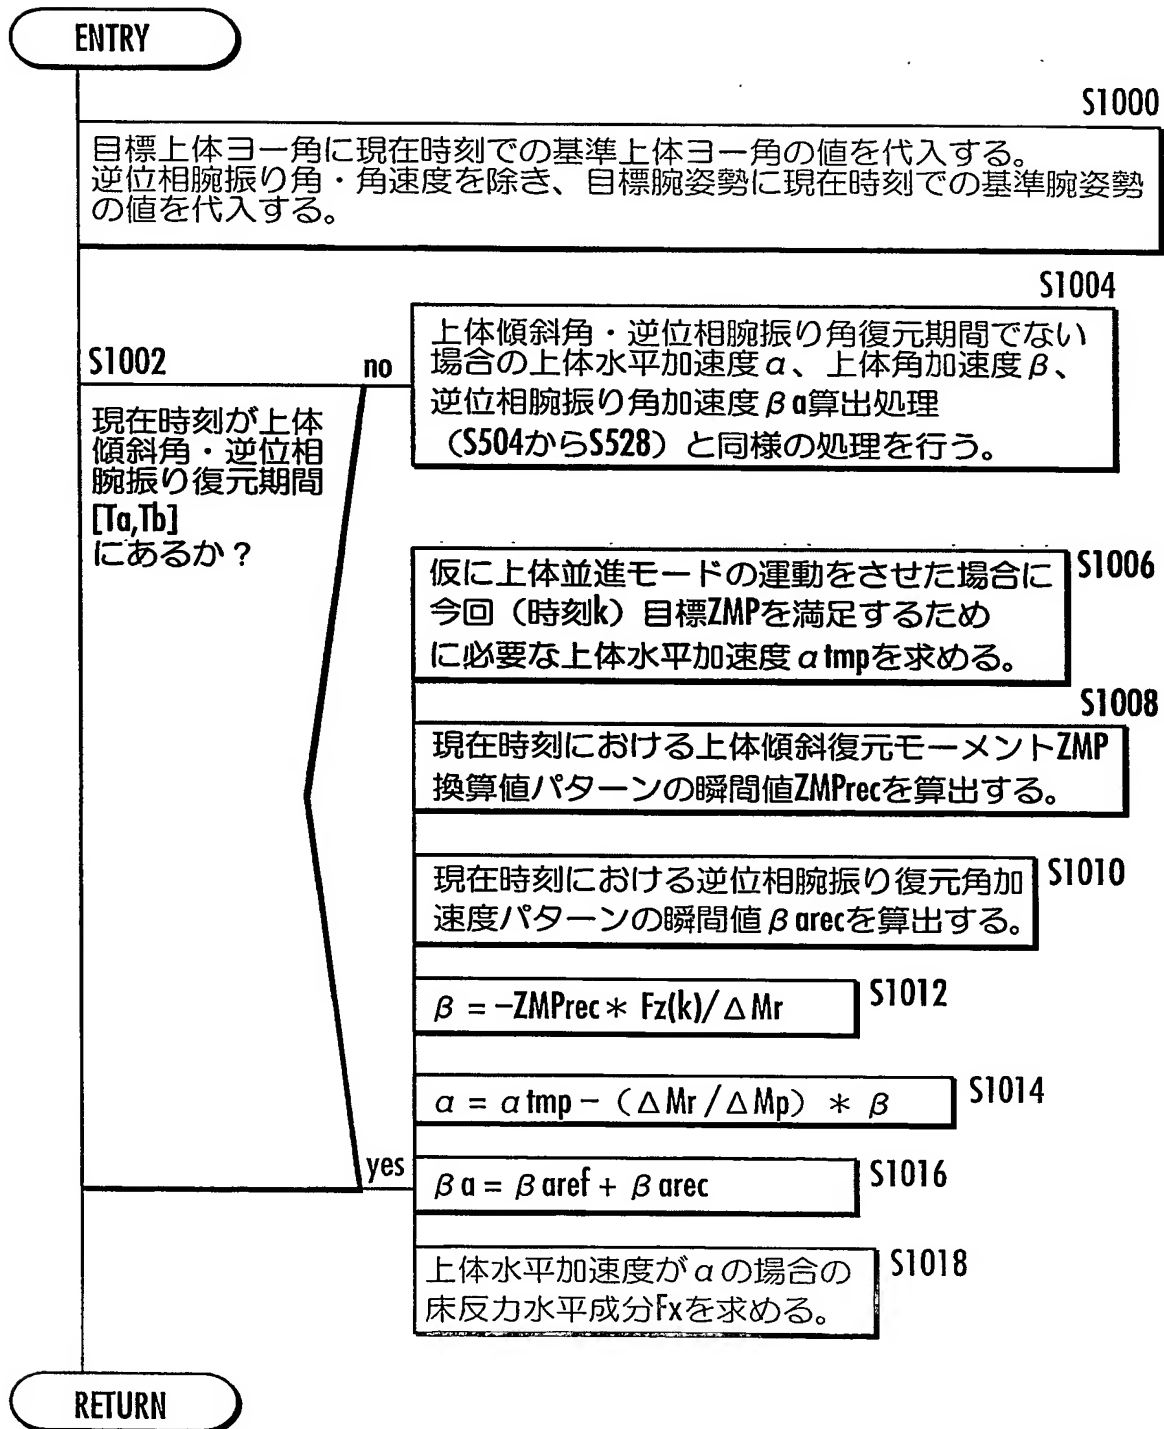 ENTRY
S1000
目標上体ヨー角に現在時刻での基準上体ヨー角の値を代入する。
逆位相腕振り角・角速度を除き、目標腕姿勢に現在時刻での基準腕姿勢
の値を代入する。
S1002
no
現在時刻が上体
傾斜角・逆位相
腕振り復元期間
[Ta,Tb]
にあるか？
S1004
上体傾斜角・逆位相腕振り角復元期間でない
場合の上体水平加速度α、上体角加速度β、
逆位相腕振り角加速度βa算出処理
（S504からS528）と同様の処理を行う。
S1006
仮に上体並進モードの運動をさせた場合に
今回（時刻k）目標ZMPを満足するため
に必要な上体水平加速度αtmpを求める。
S1008
現在時刻における上体傾斜復元モーメントZMP
換算値パターンの瞬間値ZMPrecを算出する。
S1010
現在時刻における逆位相腕振り復元角加
速度パターンの瞬間値βarecを算出する。
S1012
β = −ZMPrec＊ Fz(k)/ΔMr
S1014
α = αtmp − （ΔMr /ΔMp）＊ β
yes
S1016
βa = βaref + βarec
S1018
上体水平加速度がαの場合の
床反力水平成分Fxを求める。
RETURN